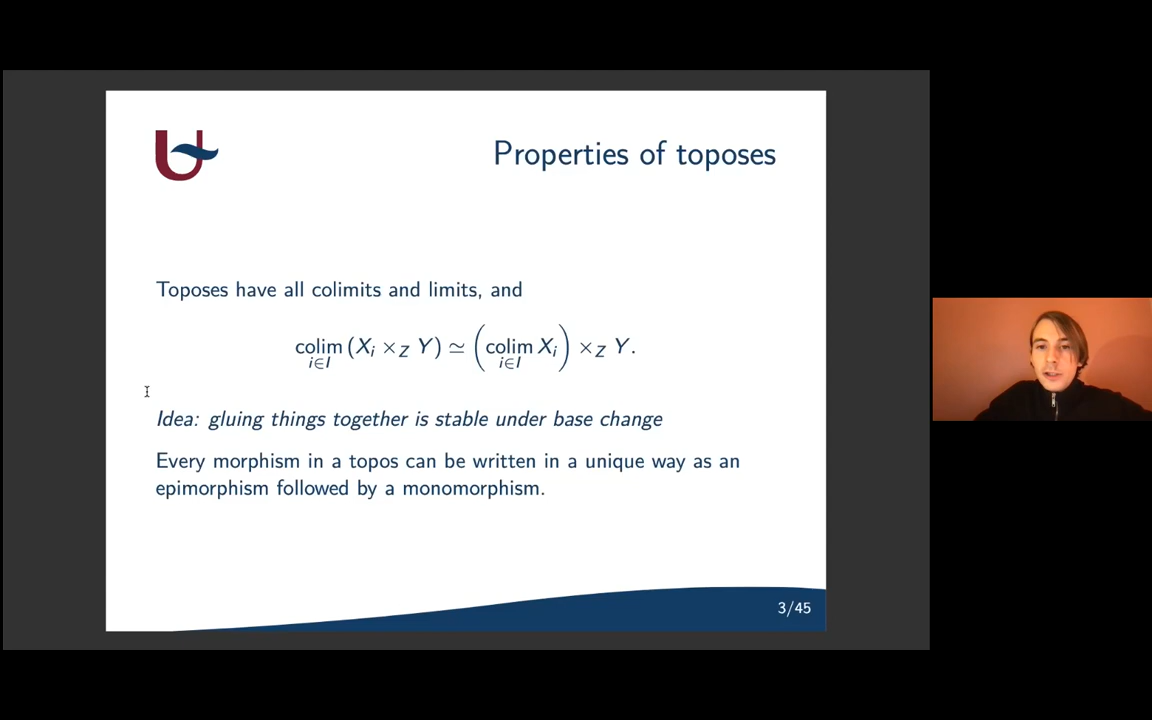 Properties of toposes
Toposes have all colimits and limits, and
colim (Xᵢ ×_Z Y) ≃ (colim Xᵢ) ×_Z Y.
i∈I i∈I
Idea: gluing things together is stable under base change
Every morphism in a topos can be written in a unique way as an
epimorphism followed by a monomorphism.
3/45